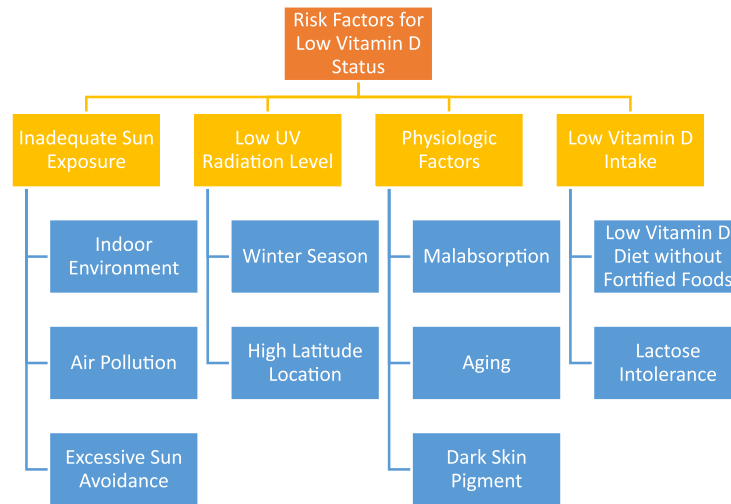 Risk Factors for
Low Vitamin D
Status
Inadequate Sun
Exposure
Low UV
Radiation Level
Physiologic
Factors
Low Vitamin D
Intake
Indoor
Environment
Air Pollution
Excessive Sun
Avoidance
Winter Season
High Latitude
Location
Malabsorption
Aging
Dark Skin
Pigment
Low Vitamin D
Diet without
Fortified Foods
Lactose
Intolerance